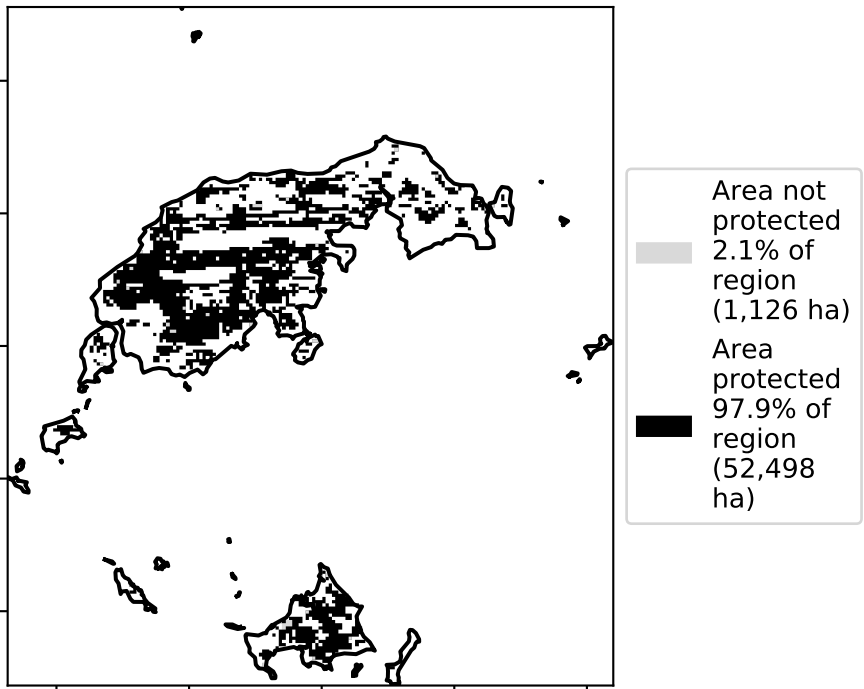 Area not
protected
2.1% of
region
(1,126 ha)
Area
protected
97.9% of
region
(52,498
ha)